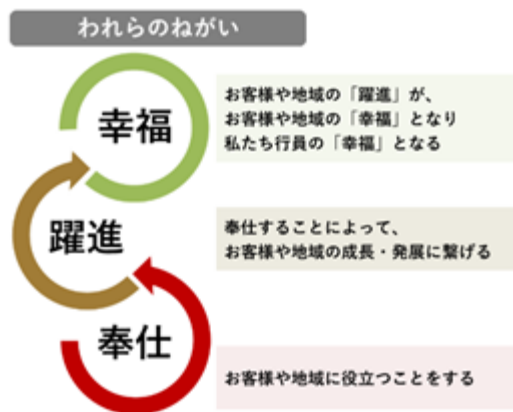 われらのねがい
幸福
お客様や地域の「躍進」が、
お客様や地域の「幸福」となり
私たち行員の「幸福」となる
躍進
奉仕することによって、
お客様や地域の成長・発展に繋げる
奉仕
お客様や地域に役立つことをする